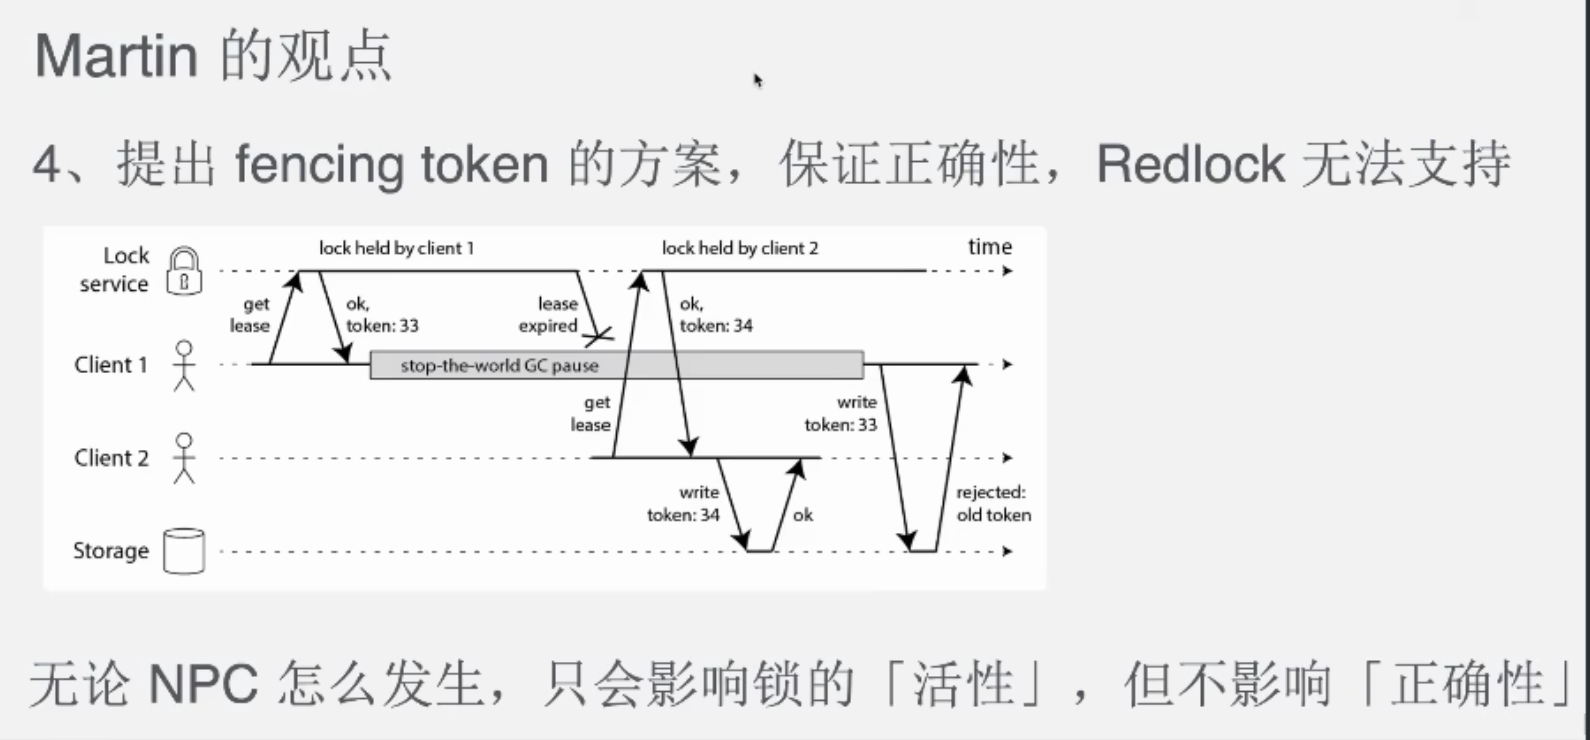 Martin 的观点
4、提出 fencing token 的方案，保证正确性，Redlock 无法支持
Lock
service
lock held by client 1
lock held by client 2
time
get
lease
ok,
token: 33
lease
expired
ok,
token: 34
Client 1
stop-the-world GC pause
get
lease
write
token: 33
Client 2
write
token: 34
ok
rejected:
old token
Storage
无论 NPC 怎么发生，只会影响锁的「活性」，但不影响「正确性」